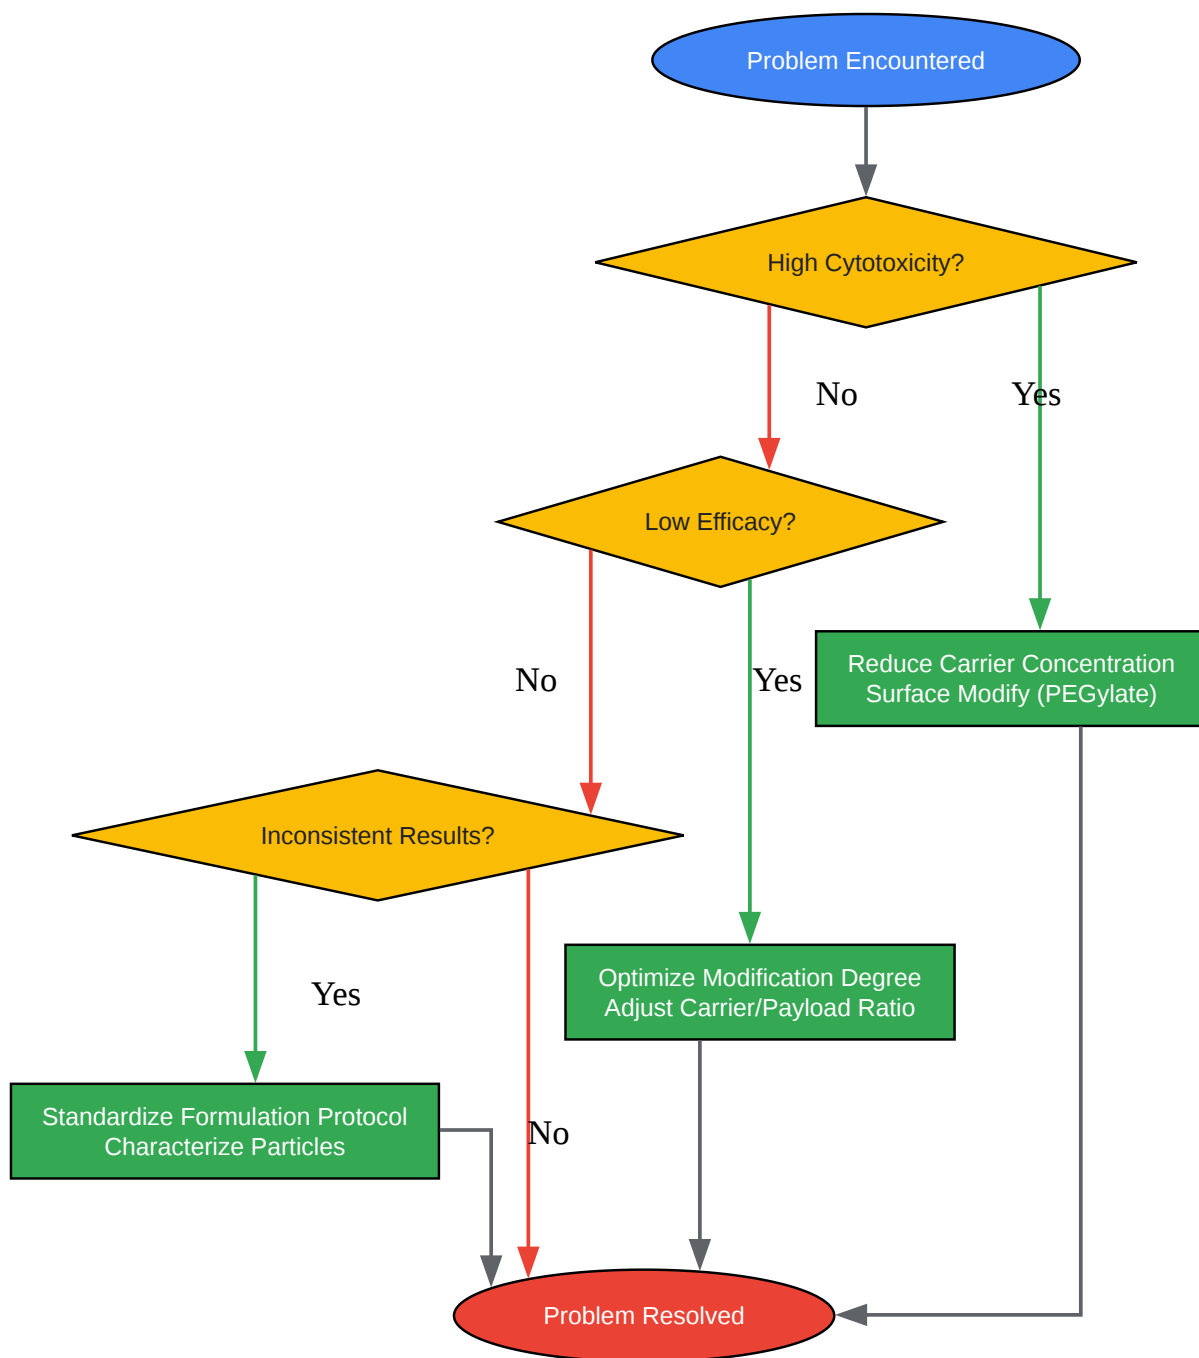 Problem Encountered
High Cytotoxicity?
No
Yes
Low Efficacy?
No
Yes
Reduce Carrier Concentration
Surface Modify (PEGylate)
Inconsistent Results?
Yes
Optimize Modification Degree
Adjust Carrier/Payload Ratio
Standardize Formulation Protocol
Characterize Particles
No
Problem Resolved